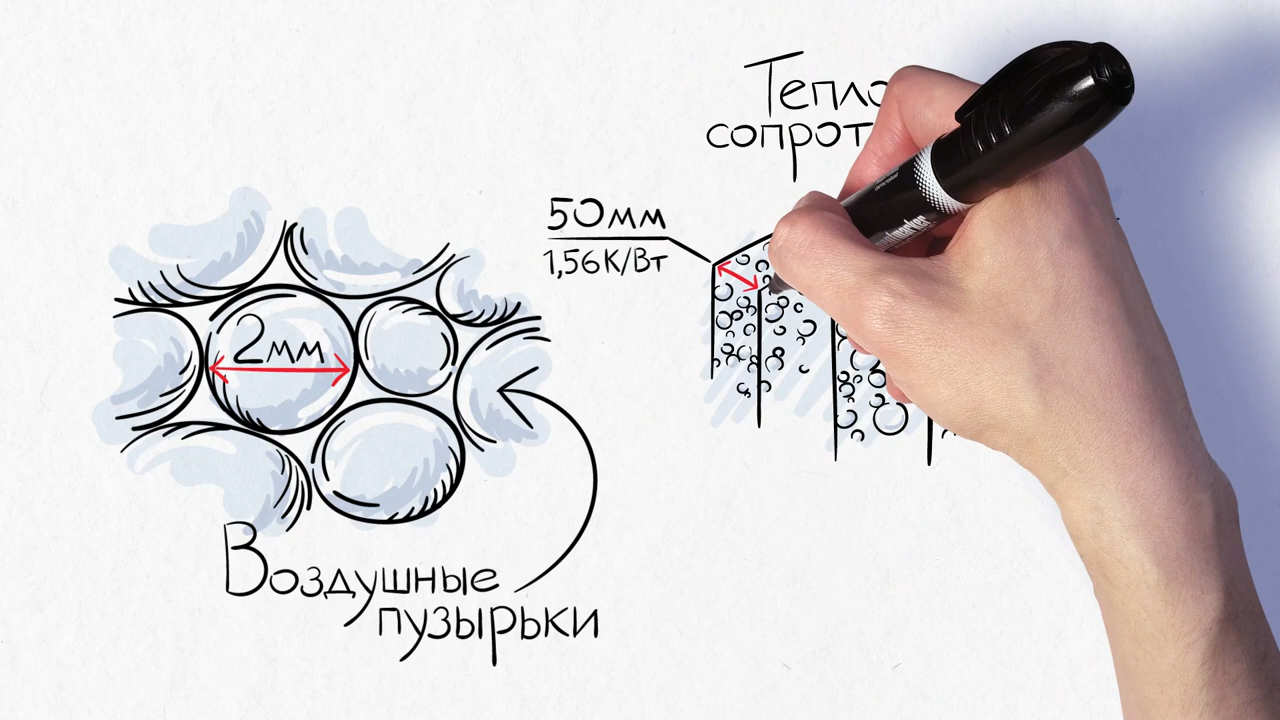 Тепло
сопрот
50мм
1,56К/Вт
2мм
Воздушные
пузырьки